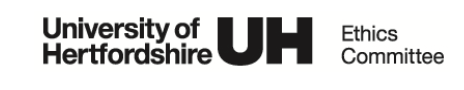 University of
Hertfordshire
UH
Ethics
Committee